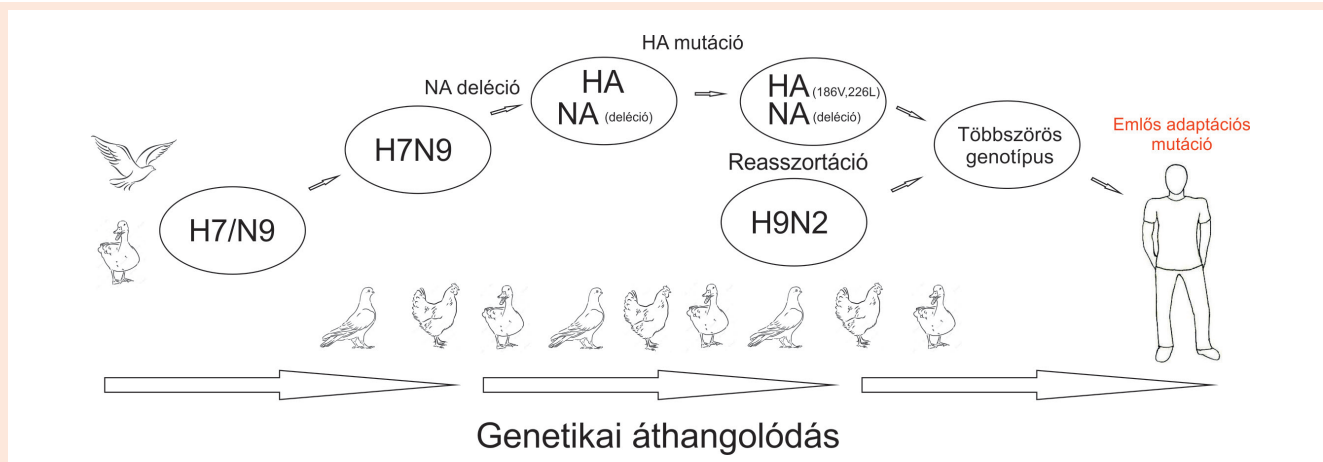 HA mutáció
NA deléció
HA
NA (deléció)
HA (186V,226L)
NA (deléció)
H7N9
Többszörös
genotípus
Emlős adaptációs
mutáció
Reasszortáció
H7/N9
H9N2
Genetikai áthangolódás